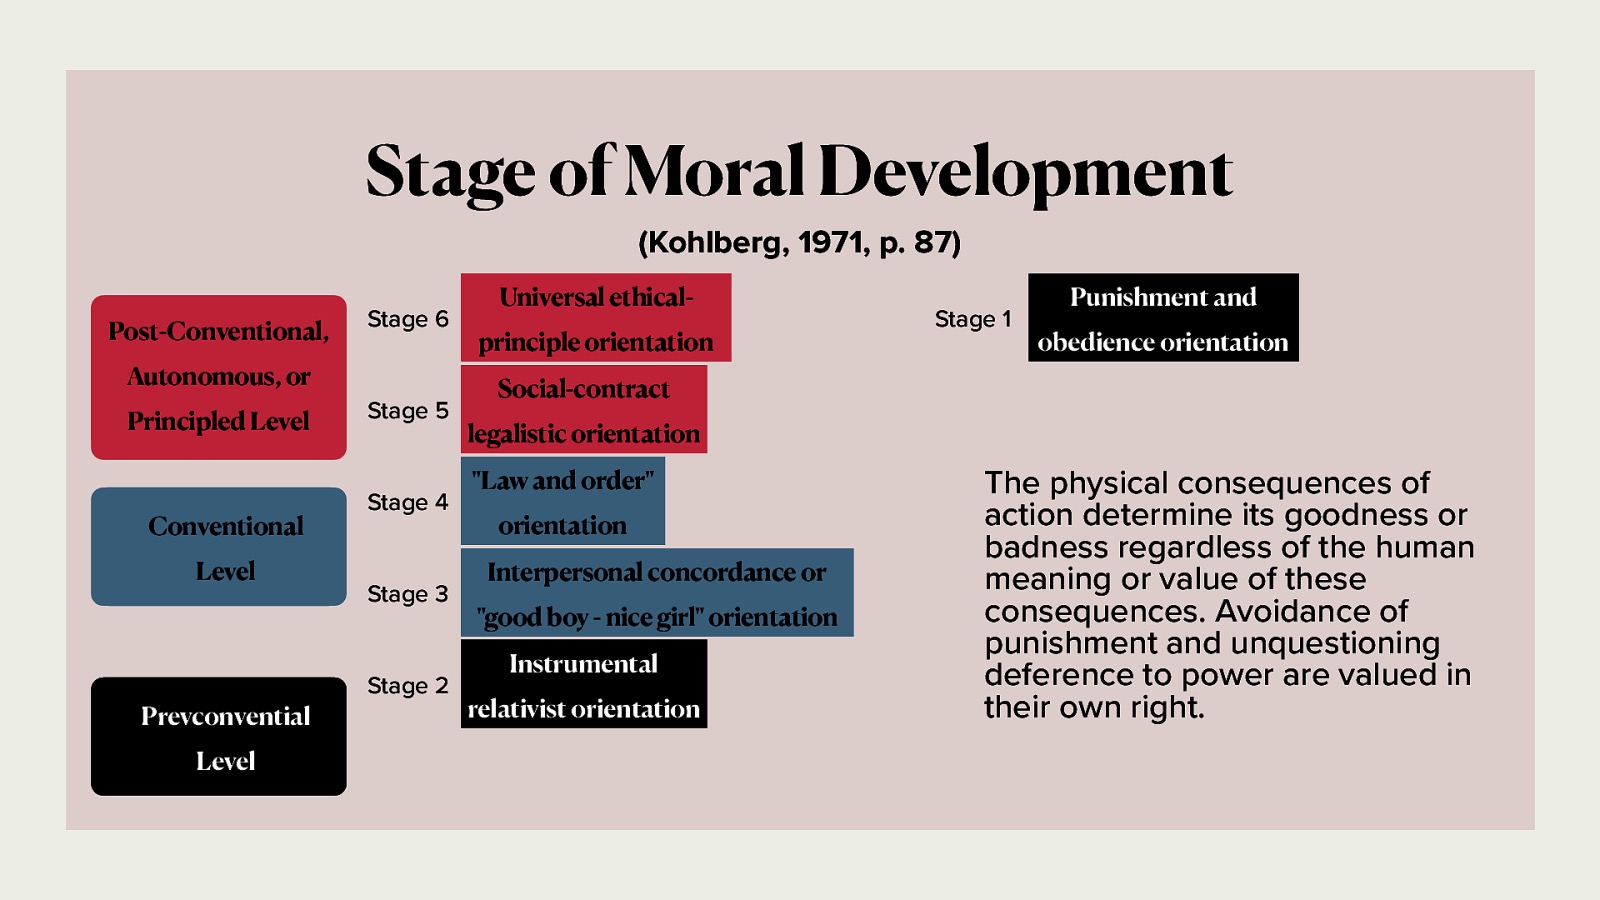 Stage of Moral Development
(Kohlberg, 1971, p. 87)
Post-Conventional,
Autonomous, or
Principled Level
Conventional
Level
Prevconvential
Level
Stage 6
Universal ethical-
principle orientation
Stage 5
Social-contract
legalistic orientation
Stage 4
"Law and order"
orientation
Stage 3
Interpersonal concordance or
"good boy - nice girl" orientation
Stage 2
Instrumental
relativist orientation
Stage 1
Punishment and
obedience orientation
The physical consequences of
action determine its goodness or
badness regardless of the human
meaning or value of these
consequences. Avoidance of
punishment and unquestioning
deference to power are valued in
their own right.